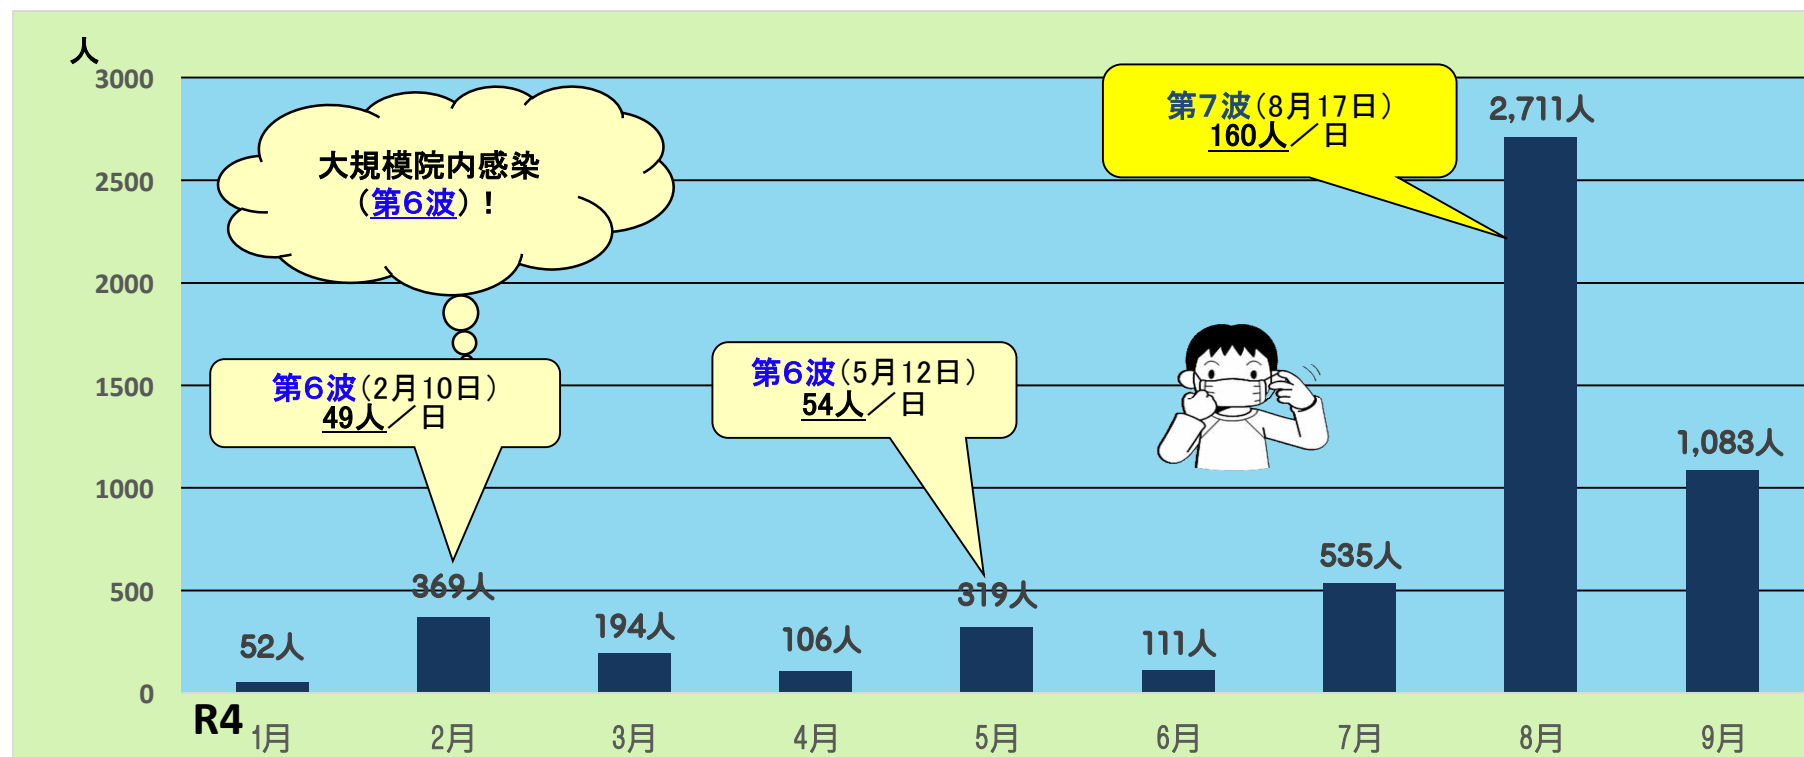 人
3000
2500
2000
1500
1000
500
0
大規模院内感染
（第６波）！
第６波（2月10日）
49人／日
第６波（5月12日）
54人／日
第７波（8月17日）
160人／日
52人
369人
194人
106人
319人
111人
535人
2,711人
1,083人
R4
1月 2月 3月 4月 5月 6月 7月 8月 9月